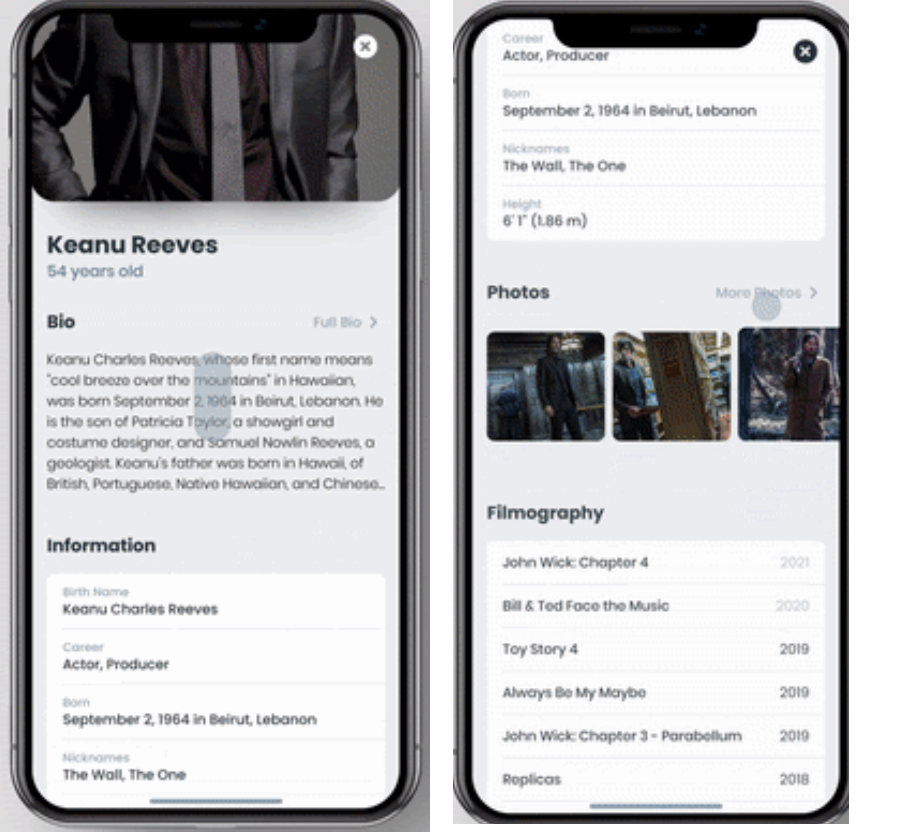 Keanu Reeves
54 years old
Bio
Full Bio >
Keanu Charles Reeves, whose first name means
"cool breeze over the mountains" in Hawaiian,
was born September 2, 1964 in Beirut, Lebanon. He
is the son of Patricia Taylor, a showgirl and
costume designer, and Samuel Nowlin Reeves, a
geologist. Keanu's father was born in Hawaii, of
British, Portuguese, Native Hawaiian, and Chinese...
Information
Birth Name
Keanu Charles Reeves
Career
Actor, Producer
Born
September 2, 1964 in Beirut, Lebanon
Nicknames
The Wall, The One
Career
Actor, Producer
Born
September 2, 1964 in Beirut, Lebanon
Nicknames
The Wall, The One
Height
6' 1" (1.86 m)
Photos
More Photos >
Filmography
John Wick: Chapter 4 2021
Bill & Ted Face the Music 2020
Toy Story 4 2019
Always Be My Maybe 2019
John Wick: Chapter 3 - Parabellum 2019
Replicas 2018